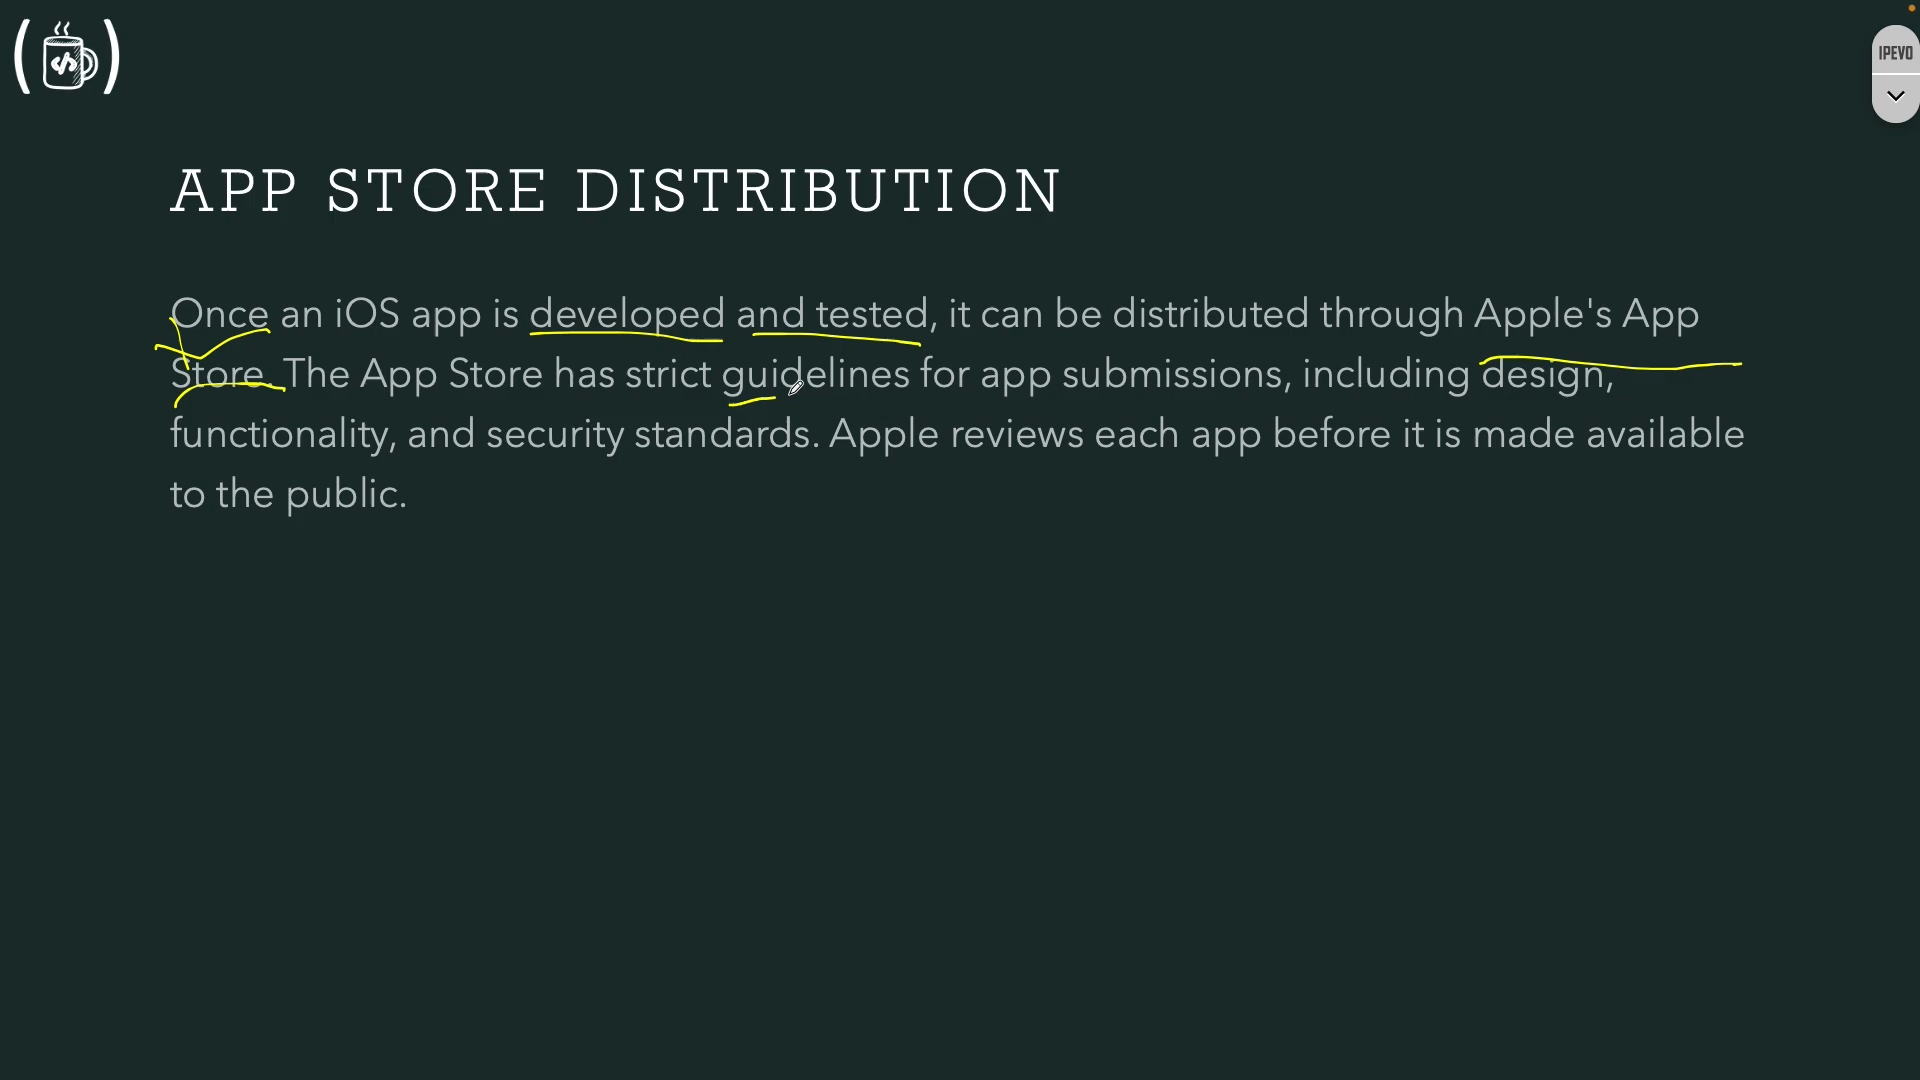 IPEVO
APP STORE DISTRIBUTION
Once an iOS app is developed and tested, it can be distributed through Apple's App
Store. The App Store has strict guidelines for app submissions, including design,
functionality, and security standards. Apple reviews each app before it is made available
to the public.